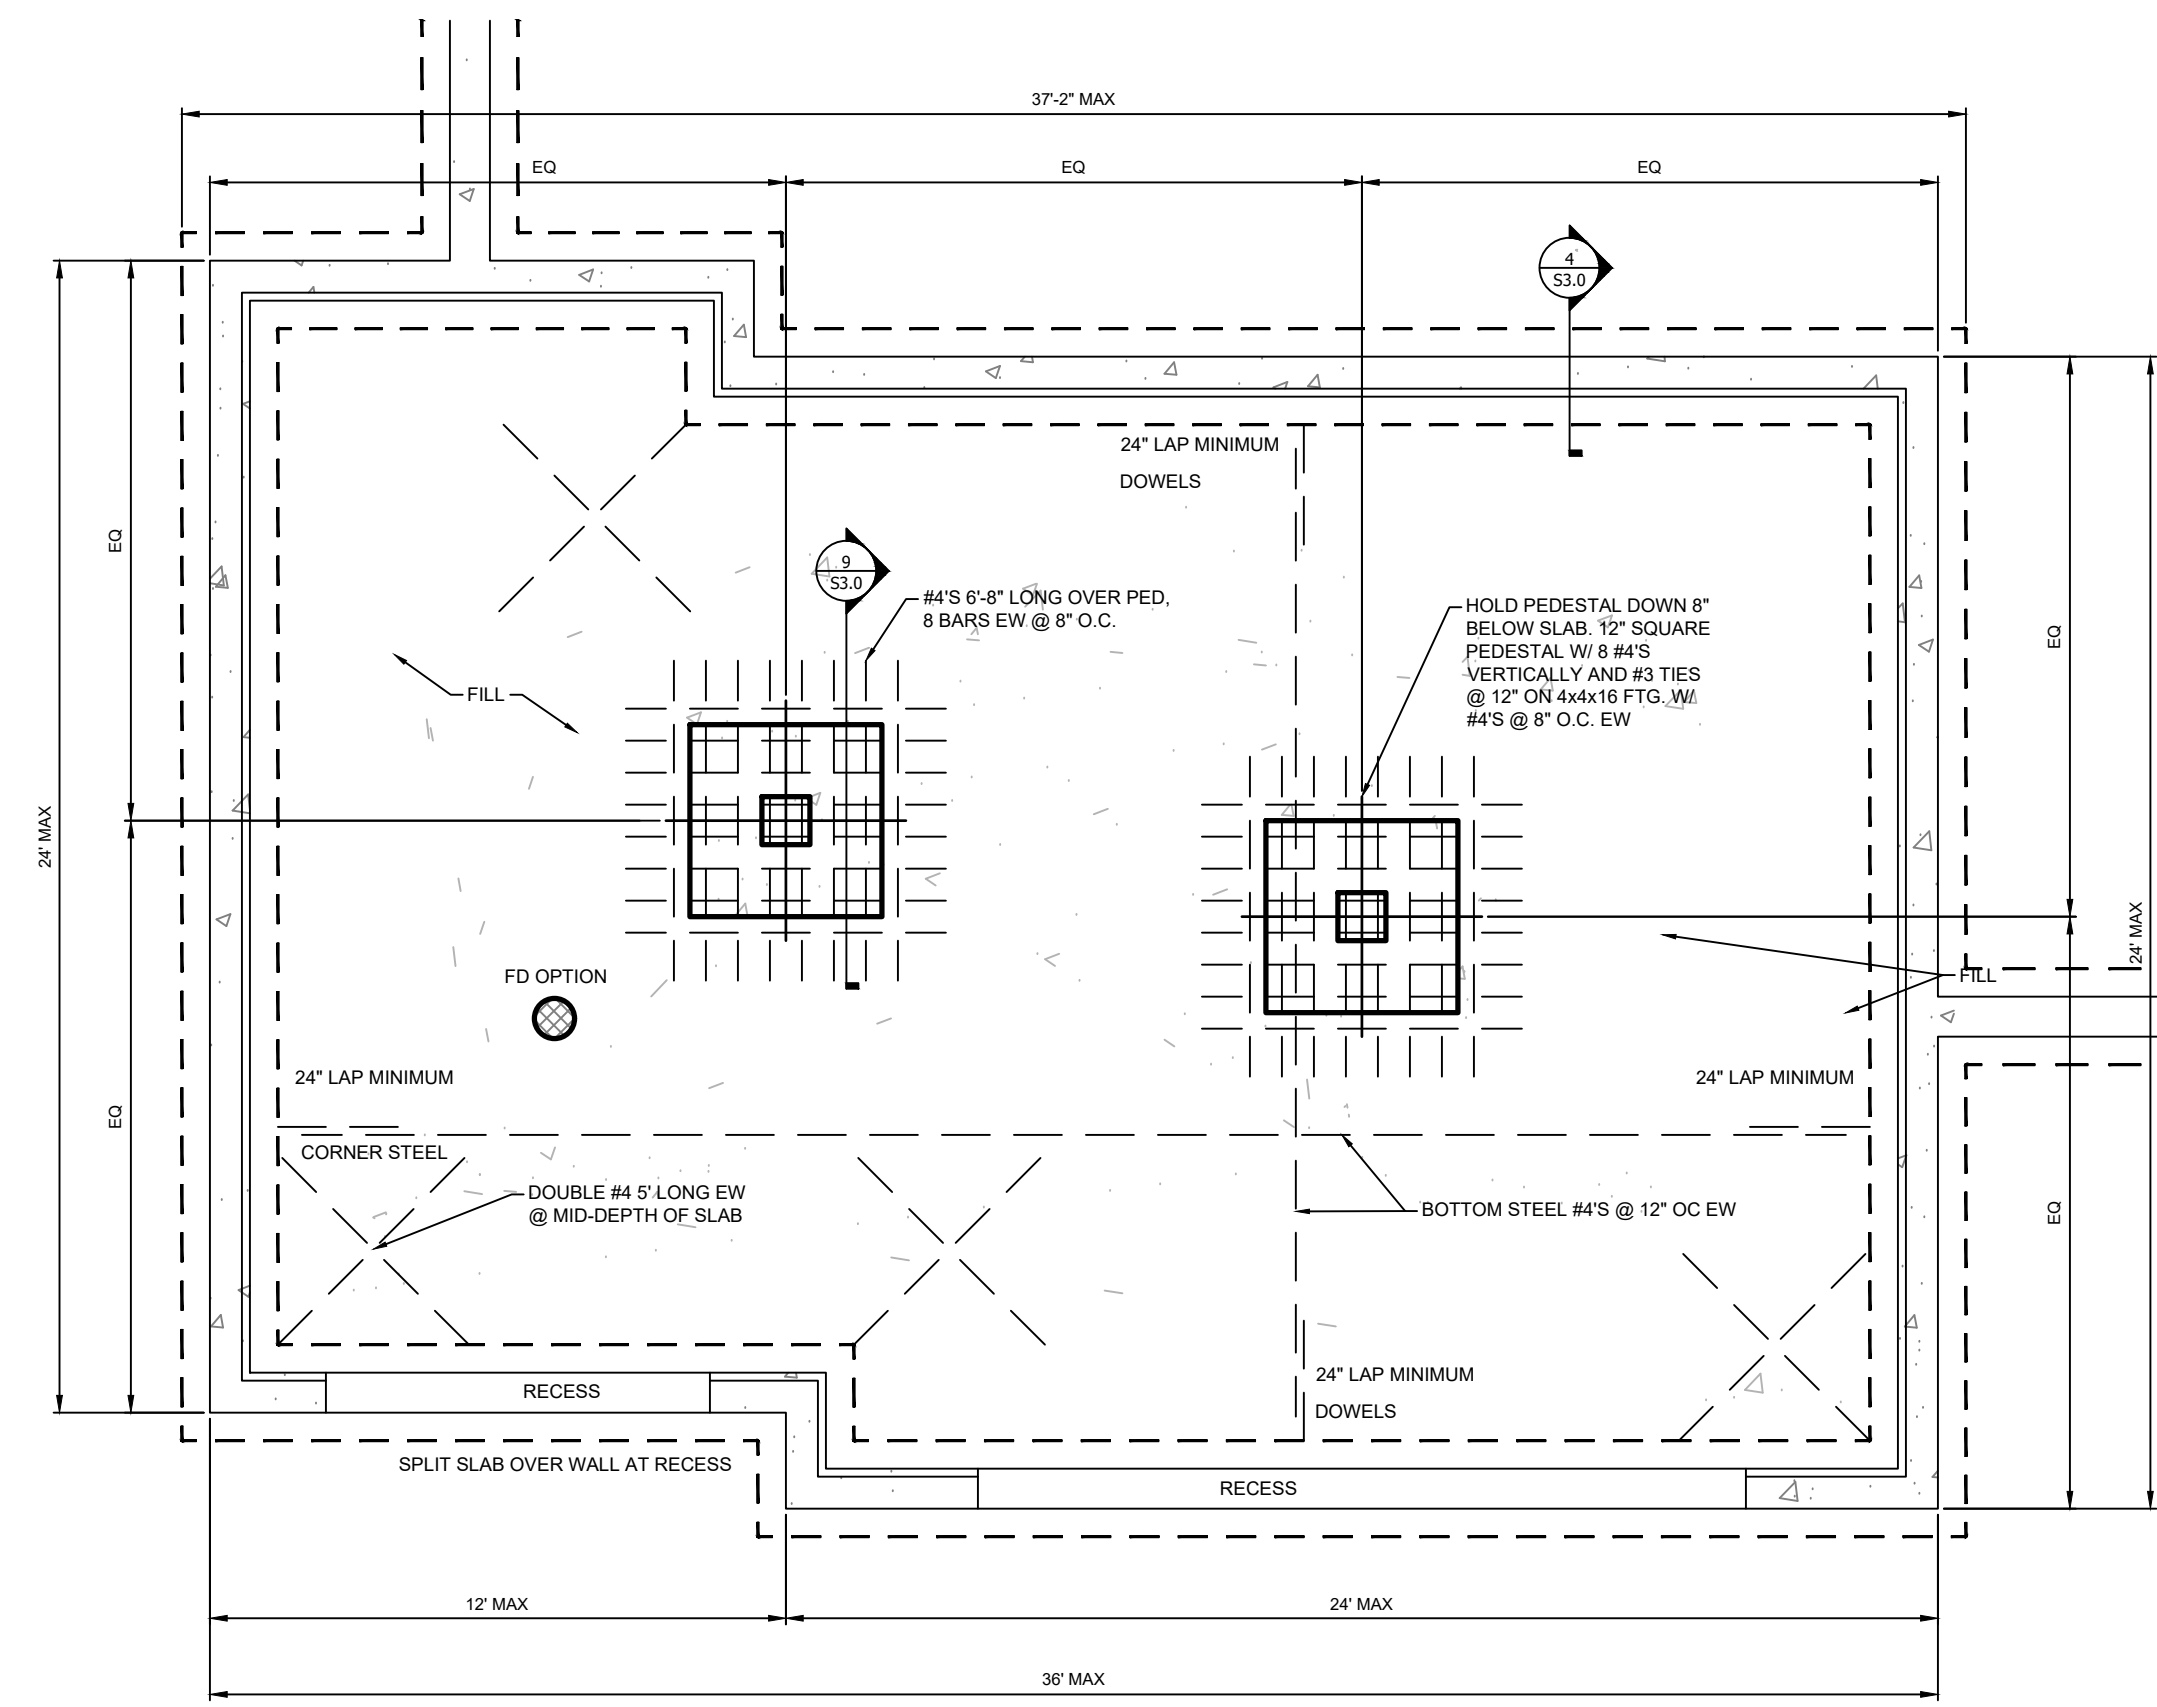 37'-2" MAX
EQ
EQ
EQ
4
S3.0
24" LAP MINIMUM
DOWELS
EQ
9
S3.0
#4'S 6'-8" LONG OVER PED,
8 BARS EW @ 8" O.C.
HOLD PEDESTAL DOWN 8"
BELOW SLAB. 12" SQUARE
PEDESTAL W/ 8 #4'S
VERTICALLY AND #3 TIES
@ 12" ON 4x4x16 FTG. W/
#4'S @ 8" O.C. EW
EQ
FILL
24' MAX
24' MAX
FD OPTION
FILL
24" LAP MINIMUM
24" LAP MINIMUM
EQ
CORNER STEEL
DOUBLE #4 5' LONG EW
@ MID-DEPTH OF SLAB
BOTTOM STEEL #4'S @ 12" OC EW
EQ
24" LAP MINIMUM
DOWELS
RECESS
SPLIT SLAB OVER WALL AT RECESS
RECESS
12' MAX
24' MAX
36' MAX